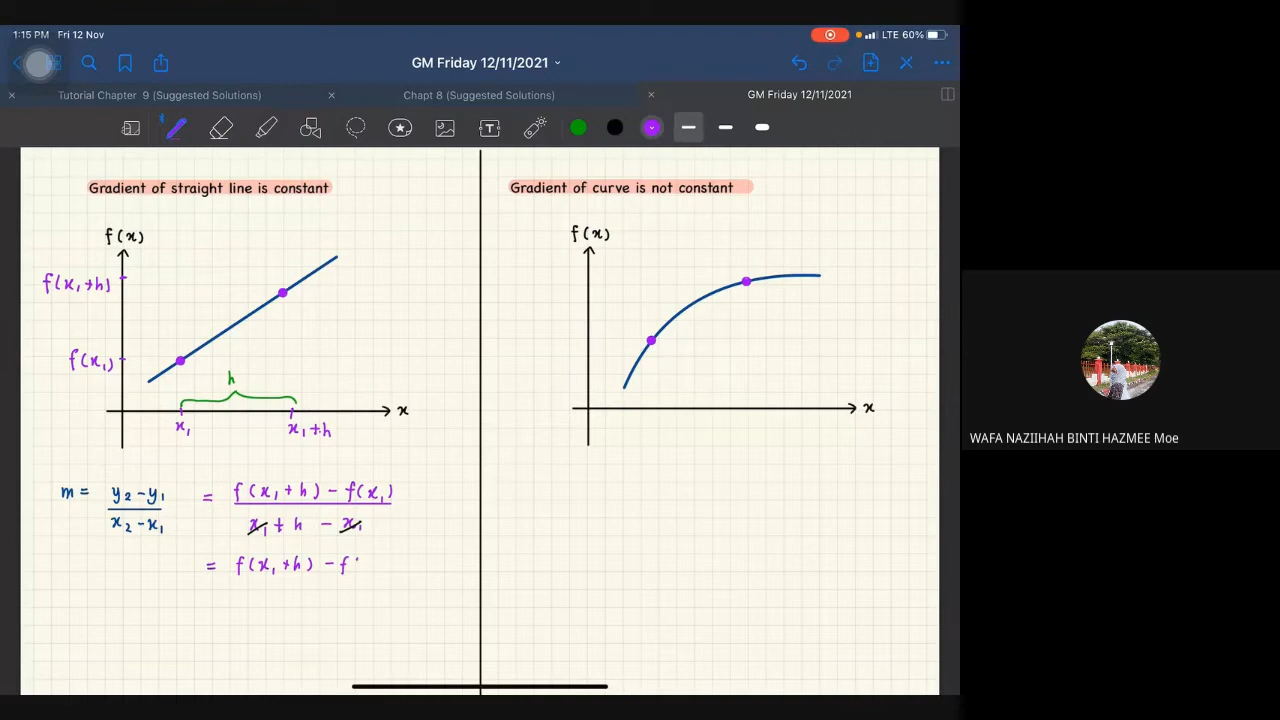 1:15 PM Fri 12 Nov
LTE 60%
GM Friday 12/11/2021
Tutorial Chapter 9 (Suggested Solutions)
Chapt 8 (Suggested Solutions)
GM Friday 12/11/2021
Gradient of straight line is constant
f(x)
f(x₁+h)
f(x₁)
h
x
x₁
x₁+h
m = y₂-y₁ / x₂-x₁ = f(x₁+h) - f(x₁) / x₁ + h - x₁
= f(x₁+h) - f
Gradient of curve is not constant
f(x)
x
WAFA NAZIIHAH BINTI HAZMEE Moe